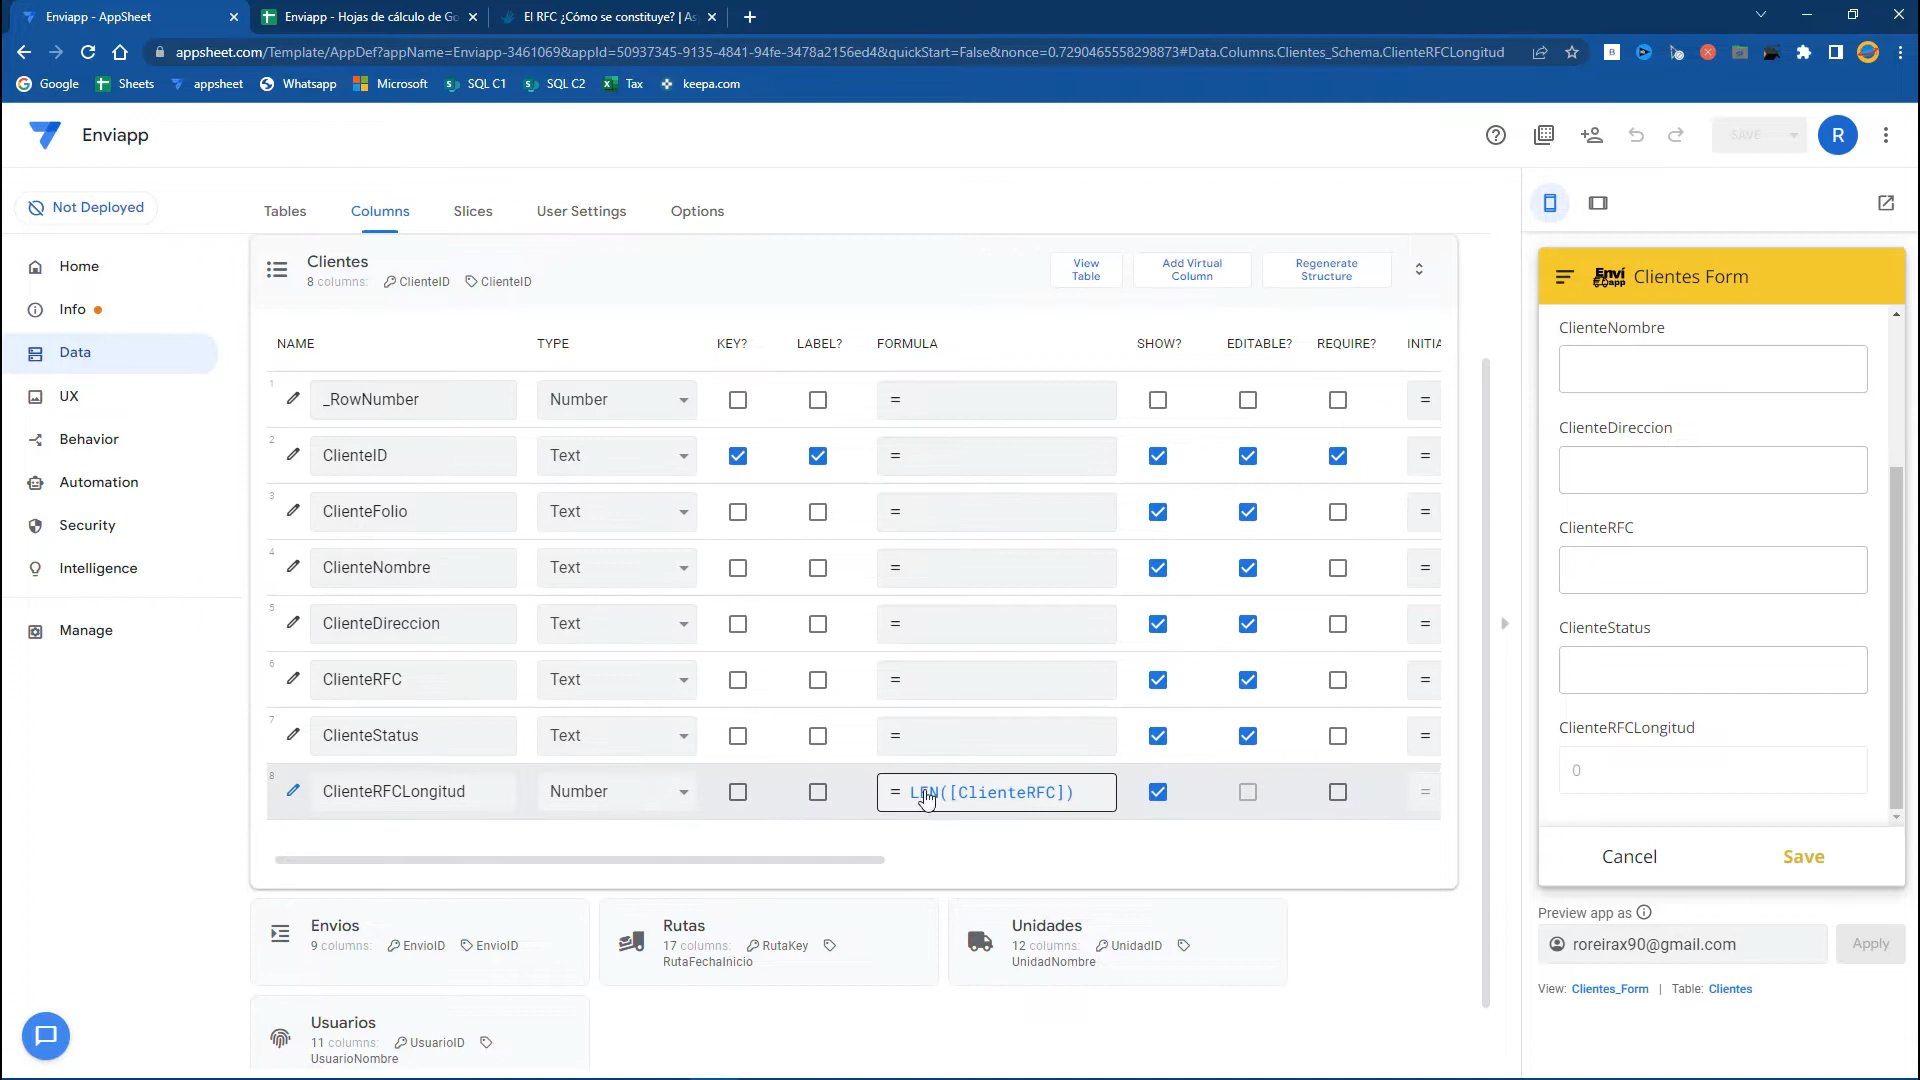 Enviapp - AppSheet
Enviapp - Hojas de cálculo de Go
El RFC ¿Cómo se constituye? | As
appsheet.com/Template/AppDef?appName=Enviapp-3461069&appId=50937345-9135-4841-94fe-3478a2156ed4&quickStart=False&nonce=0.7290465558298873#Data.Columns.Clientes_Schema.ClienteRFCLongitud
Google
Sheets
appsheet
Whatsapp
Microsoft
SQL C1
SQL C2
Tax
keepa.com
Enviapp
SAVE
R
Not Deployed
Tables
Columns
Slices
User Settings
Options
Home
Info
Data
UX
Behavior
Automation
Security
Intelligence
Manage
Clientes
8 columns: ClienteID ClienteID
View
Table
Add Virtual
Column
Regenerate
Structure
NAME TYPE KEY? LABEL? FORMULA SHOW? EDITABLE? REQUIRE? INITIA
1 _RowNumber Number = =
2 ClienteID Text = =
3 ClienteFolio Text = =
4 ClienteNombre Text = =
5 ClienteDireccion Text = =
6 ClienteRFC Text = =
7 ClienteStatus Text = =
8 ClienteRFCLongitud Number = LEN([ClienteRFC]) =
Envios
9 columns: EnvioID EnvioID
Rutas
17 columns: RutaKey
RutaFechaInicio
Unidades
12 columns: UnidadID
UnidadNombre
Usuarios
11 columns: UsuarioID
UsuarioNombre
Enví
app
Clientes Form
ClienteNombre
ClienteDireccion
ClienteRFC
ClienteStatus
ClienteRFCLongitud
0
Cancel
Save
Preview app as
roreirax90@gmail.com
Apply
View: Clientes_Form | Table: Clientes